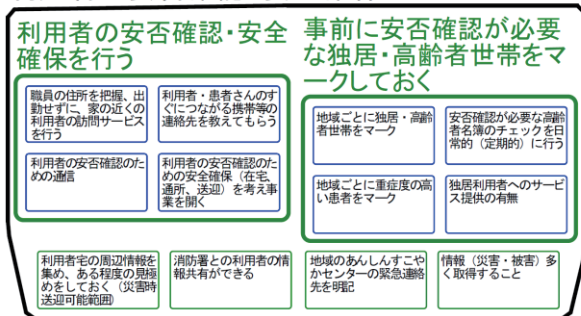 利用者の安否確認・安全
確保を行う
事前に安否確認が必要
な独居・高齢者世帯をマ
ークしておく
職員の住所を把握、出
勤せずに、家の近くの
利用者の訪問サービス
を行う
利用者・患者さんのす
ぐにつながる携帯等の
連絡先を教えてもらう
利用者の安否確認のた
めの通信
利用者の安否確認のた
めの安全確保（在宅、
通所、送迎）を考え事
業を開く
地域ごとに独居・高齢
者世帯をマーク
安否確認が必要な高齢
者名簿のチェックを日
常的（定期的）に行う
地域ごとに重症度の高
い患者をマーク
独居利用者へのサービ
ス提供の有無
利用者宅の周辺情報を
集め、ある程度の見極
めをしておく（災害時
送迎可能範囲）
消防署との利用者の情
報共有ができる
地域のあんしんすこや
かセンターの緊急連絡
先を明記
情報（災害・被害）多
く取得すること